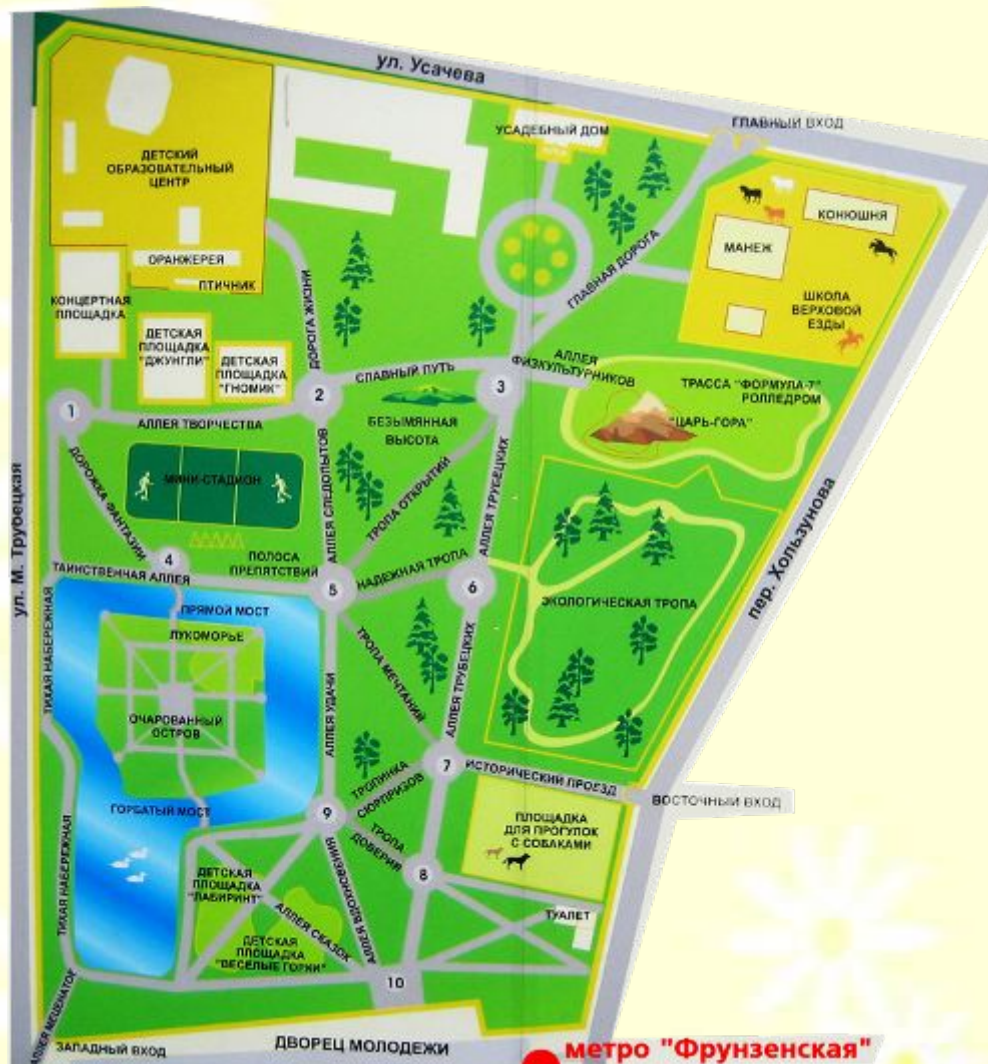 ул. Усачева
ГЛАВНЫЙ ВХОД
УСАДЕБНЫЙ ДОМ
ДЕТСКИЙ
ОБРАЗОВАТЕЛЬНЫЙ
ЦЕНТР
КОНЮШНЯ
МАНЕЖ
ОРАНЖЕРЕЯ
ПТИЧНИК
ГЛАВНАЯ ДОРОГА
ШКОЛА
ВЕРХОВОЙ
ЕЗДЫ
КОНЦЕРТНАЯ
ПЛОЩАДКА
ДЕТСКАЯ
ПЛОЩАДКА
"ДЖУНГЛИ"
ДЕТСКАЯ
ПЛОЩАДКА
"ГНОМИК"
ДОРОГА ЖИЗНИ
СЛАВНЫЙ ПУТЬ
АЛЛЕЯ
ФИЗКУЛЬТУРНИКОВ
ТРАССА "ФОРМУЛА-7"
РОЛЛЕДРОМ
"ЦАРЬ-ГОРА"
1
2
3
АЛЛЕЯ ТВОРЧЕСТВА
БЕЗЫМЯННАЯ
ВЫСОТА
ДОРОЖКА ФАНТАЗИИ
МИНИ-СТАДИОН
АЛЛЕЯ СЛЕДОПЫТОВ
ТРОПА ОТКРЫТИЙ
АЛЛЕЯ ТРУБЕЦКИХ
ул. М. Трубецкая
пер. Хользунова
4
ПОЛОСА
ПРЕПЯТСТВИЙ
ТАИНСТВЕННАЯ АЛЛЕЯ
5
НАДЕЖНАЯ ТРОПА
6
ЭКОЛОГИЧЕСКАЯ ТРОПА
ПРЯМОЙ МОСТ
ЛУКОМОРЬЕ
ТИХАЯ НАБЕРЕЖНАЯ
ОЧАРОВАННЫЙ
ОСТРОВ
АЛЛЕЯ УДАЧИ
ТРОПА МЕЧТАНИЙ
АЛЛЕЯ ТРУБЕЦКИХ
7
ИСТОРИЧЕСКИЙ ПРОЕЗД
ВОСТОЧНЫЙ ВХОД
ТРОПИНКА
СЮРПРИЗОВ
ГОРБАТЫЙ МОСТ
9
ТРОПА
ДОВЕРИЯ
ПЛОЩАДКА
ДЛЯ ПРОГУЛОК
С СОБАКАМИ
8
ТИХАЯ НАБЕРЕЖНАЯ
ДЕТСКАЯ
ПЛОЩАДКА
"ЛАБИРИНТ"
АЛЛЕЯ СКАЗОК
АЛЛЕЯ ВДОХНОВЕНИЯ
ТУАЛЕТ
ДЕТСКАЯ
ПЛОЩАДКА
"ВЕСЕЛЫЕ ГОРКИ"
10
АЛЛЕЯ МЕЦЕНАТОВ
ЗАПАДНЫЙ ВХОД
ДВОРЕЦ МОЛОДЕЖИ
метро "Фрунзенская"